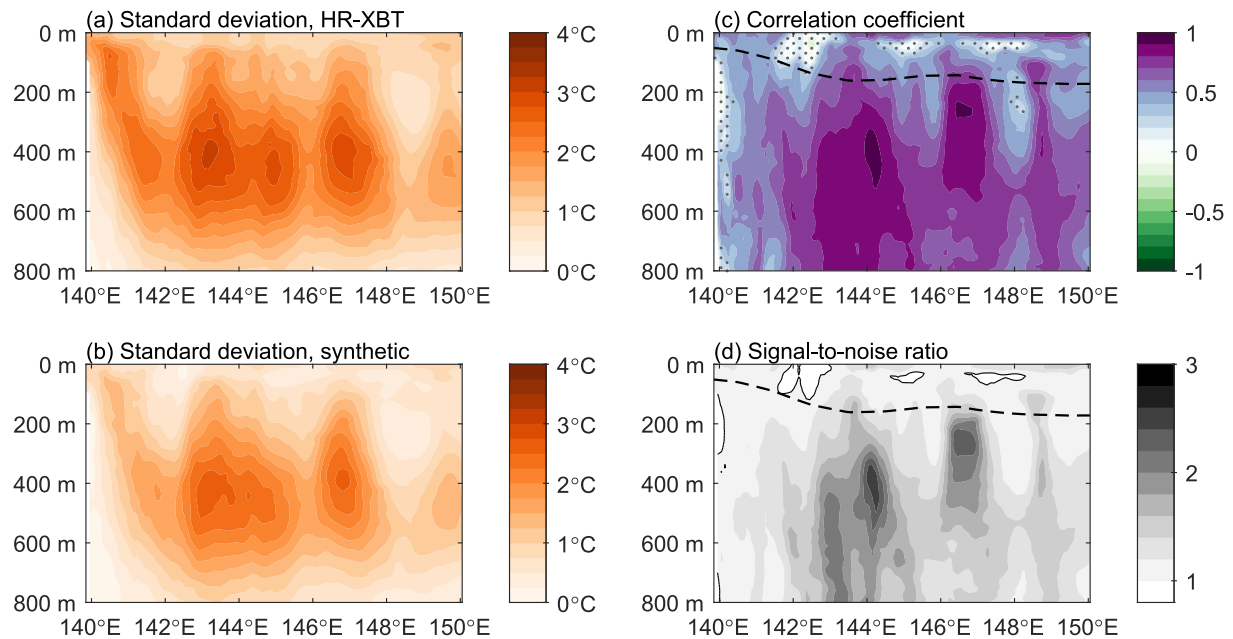 (a) Standard deviation, HR-XBT
0 m
200 m
400 m
600 m
800 m
140°E 142°E 144°E 146°E 148°E 150°E
4°C
3°C
2°C
1°C
0°C
(c) Correlation coefficient
0 m
200 m
400 m
600 m
800 m
140°E 142°E 144°E 146°E 148°E 150°E
1
0.5
0
-0.5
-1
(b) Standard deviation, synthetic
0 m
200 m
400 m
600 m
800 m
140°E 142°E 144°E 146°E 148°E 150°E
4°C
3°C
2°C
1°C
0°C
(d) Signal-to-noise ratio
0 m
200 m
400 m
600 m
800 m
140°E 142°E 144°E 146°E 148°E 150°E
3
2
1